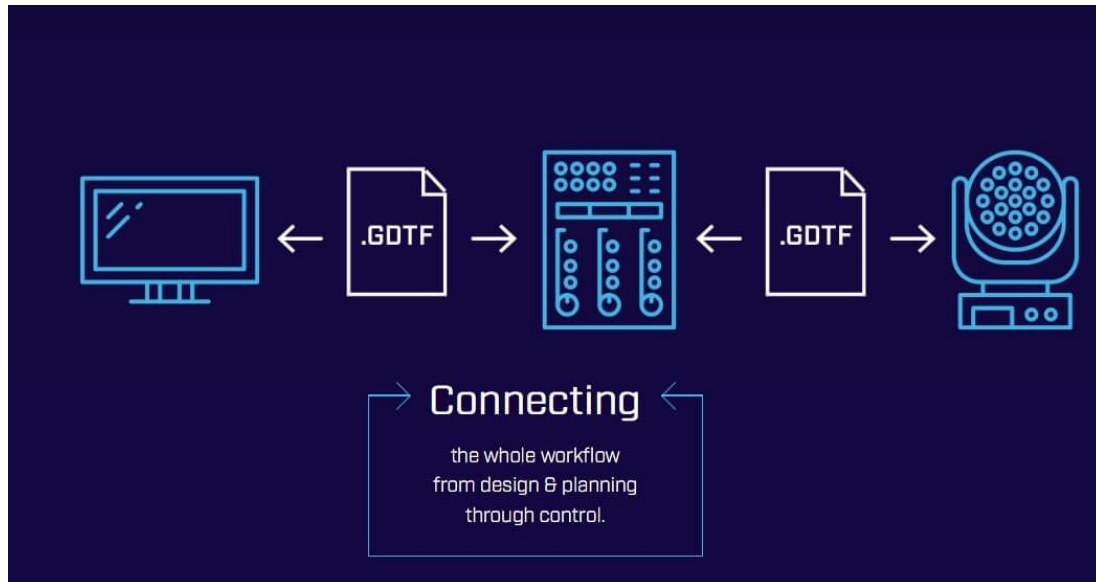 .GDTF
.GDTF
Connecting
the whole workflow
from design & planning
through control.